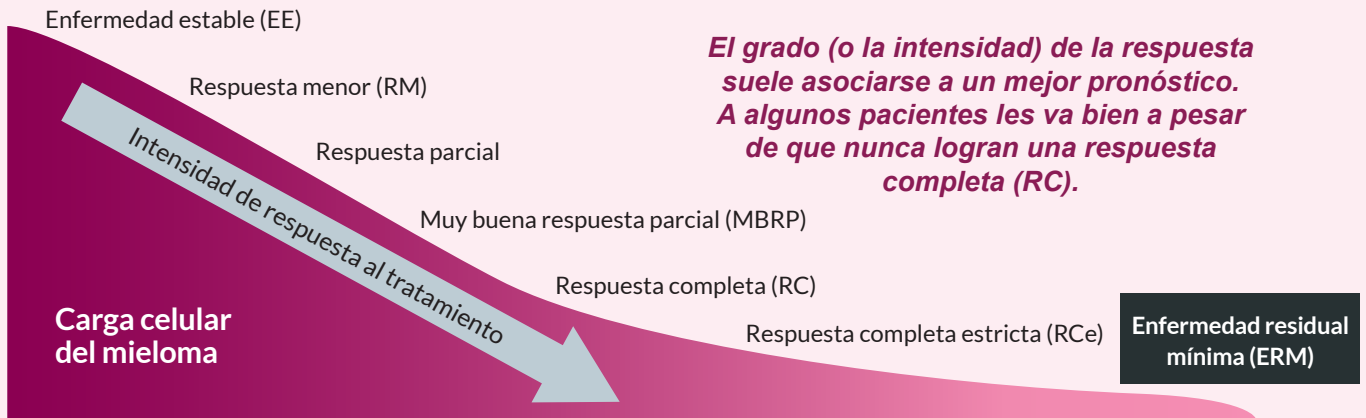 Enfermedad estable (EE)
El grado (o la intensidad) de la respuesta
suele asociarse a un mejor pronóstico.
A algunos pacientes les va bien a pesar
de que nunca logran una respuesta
completa (RC).
Respuesta menor (RM)
Respuesta parcial
Intensidad de respuesta al tratamiento
Muy buena respuesta parcial (MBRP)
Respuesta completa (RC)
Carga celular
del mieloma
Respuesta completa estricta (RCe)
Enfermedad residual
mínima (ERM)